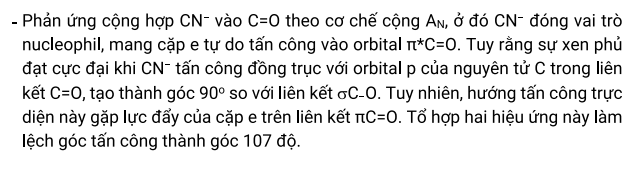 - Phản ứng cộng hợp CN⁻ vào C=O theo cơ chế cộng Aɴ, ở đó CN⁻ đóng vai trò
nucleophil, mang cặp e tự do tấn công vào orbital π*C=O. Tuy rằng sự xen phủ
đạt cực đại khi CN⁻ tấn công đồng trục với orbital p của nguyên tử C trong liên
kết C=O, tạo thành góc 90º so với liên kết σC-O. Tuy nhiên, hướng tấn công trực
diện này gặp lực đẩy của cặp e trên liên kết πC=O. Tổ hợp hai hiệu ứng này làm
lệch góc tấn công thành góc 107 độ.